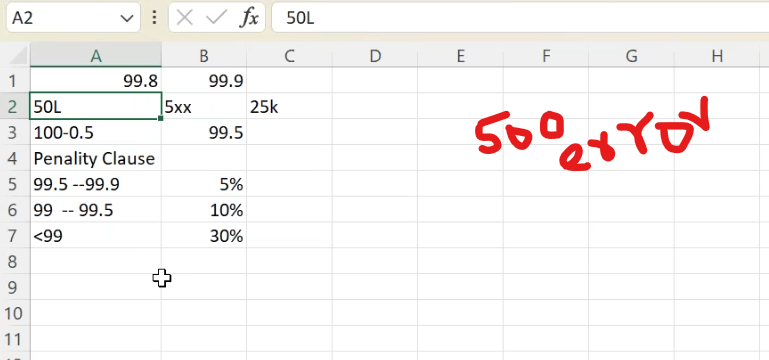 A2 fx 50L
A B C D E F G H
1 99.8 99.9
2 50L 5xx 25k
3 100-0.5 99.5
4 Penality Clause
5 99.5 --99.9 5%
6 99 -- 99.5 10%
7 <99 30%
8
9
10
11
500 error